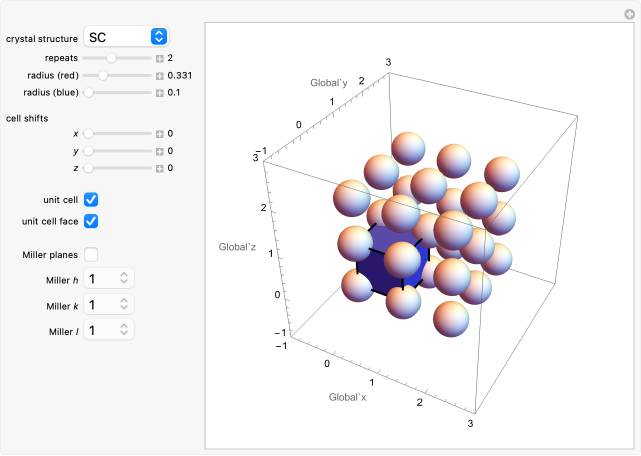 crystal structure SC
repeats 2
radius (red) 0.331
radius (blue) 0.1
cell shifts
x 0
y 0
z 0
unit cell
unit cell face
Miller planes
Miller h 1
Miller k 1
Miller l 1
3
Global`y
2
1
0
−1
3
2
Global`z
1
0
−1
−1
0
1
Global`x
2
3